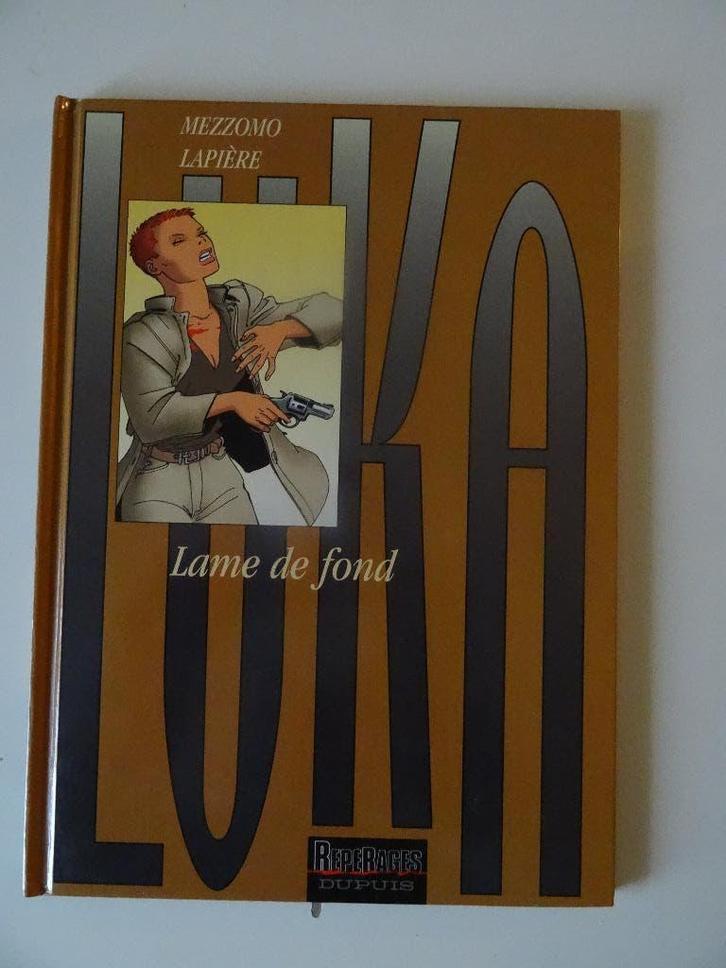 MEZZOMO
LAPIÈRE
LUKA
Lame de fond
REPERAGES
DUPUIS